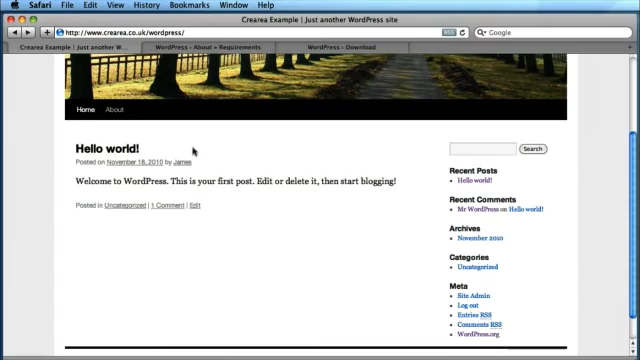 Safari File Edit View History Bookmarks Window Help
Crearea Example | Just another WordPress site
http://www.crearea.co.uk/wordpress/ RSS Google
Crearea Example | Just another W... WordPress › About » Requirements WordPress › Download
Home About
Hello world!
Posted on November 18, 2010 by James
Welcome to WordPress. This is your first post. Edit or delete it, then start blogging!
Posted in Uncategorized | 1 Comment | Edit
Search
Recent Posts
Hello world!
Recent Comments
Mr WordPress on Hello world!
Archives
November 2010
Categories
Uncategorized
Meta
Site Admin
Log out
Entries RSS
Comments RSS
WordPress.org